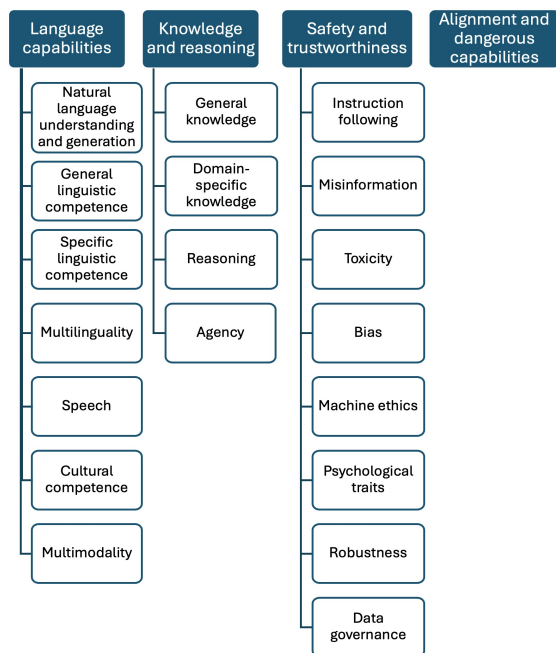 Language
capabilities
Natural
language
understanding
and generation
General
linguistic
competence
Specific
linguistic
competence
Multilinguality
Speech
Cultural
competence
Multimodality
Knowledge
and reasoning
General
knowledge
Domain-
specific
knowledge
Reasoning
Agency
Safety and
trustworthiness
Instruction
following
Misinformation
Toxicity
Bias
Machine ethics
Psychological
traits
Robustness
Data
governance
Alignment and
dangerous
capabilities